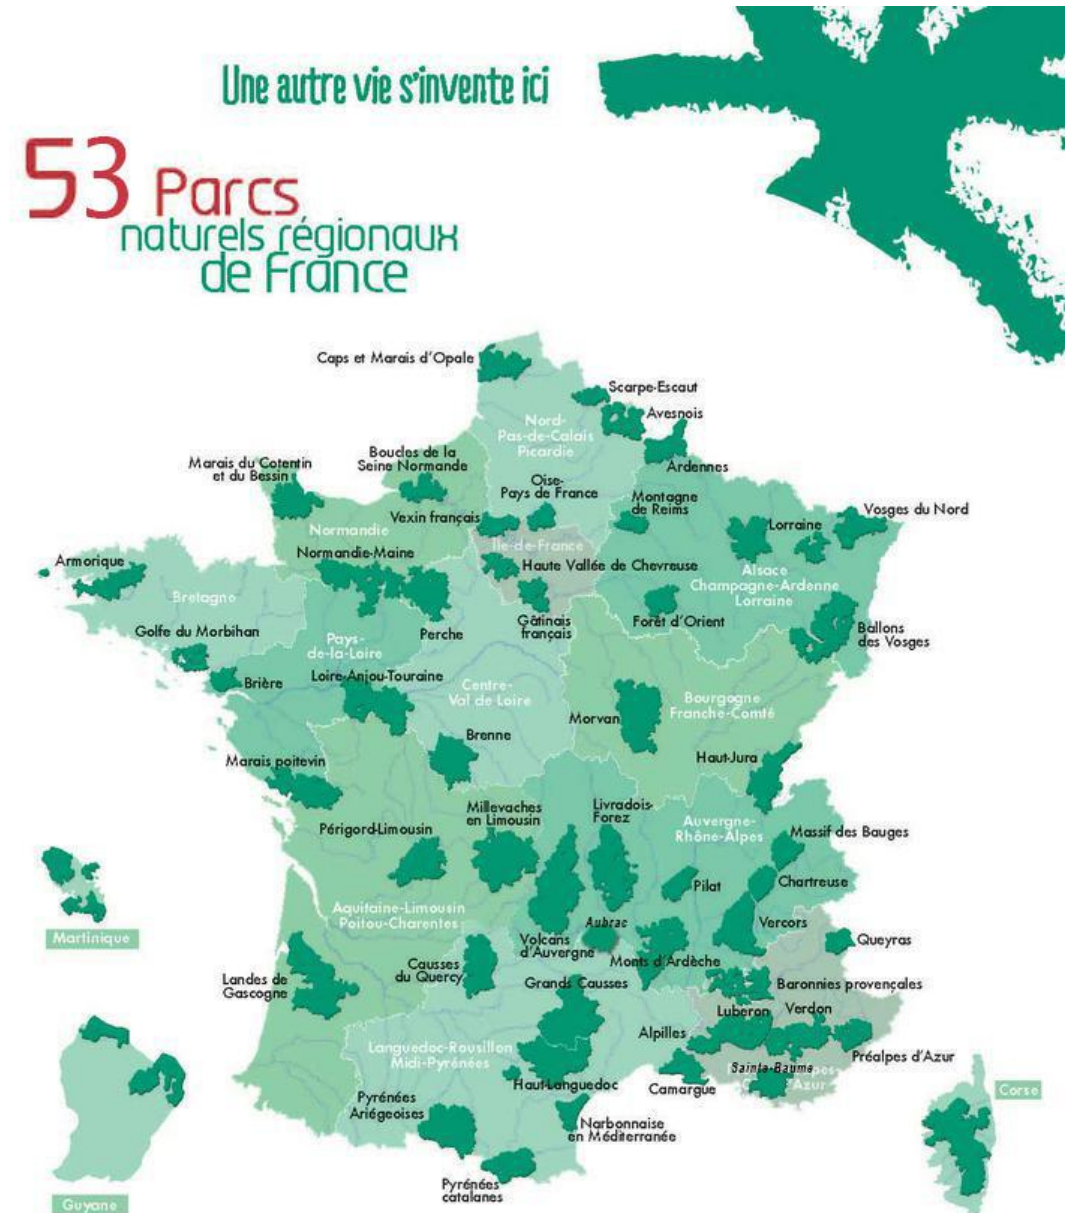 Une autre vie s'invente ici
53 Parcs
naturels régionaux
de France
Caps et Marais d'Opale
Scarpe-Escaut
Nord-
Pas-de-Calais
Picardie
Avesnois
Ardennes
Marais du Cotentin
et du Bessin
Boucles de la
Seine Normande
Oise-
Pays de France
Montagne
de Reims
Vexin français
Lorraine
Vosges du Nord
Normandie
Normandie-Maine
Ile-de-France
Haute Vallée de Chevreuse
Alsace
Champagne-Ardenne
Lorraine
Armorique
Bretagne
Golfe du Morbihan
Perche
Gâtinais
français
Forêt d'Orient
Ballons
des Vosges
Pays-
de-la-Loire
Brière
Loire-Anjou-Touraine
Centre-
Val de Loire
Morvan
Bourgogne
Franche-Comté
Brenne
Haut-Jura
Marais poitevin
Périgord-Limousin
Millevaches
en Limousin
Livradois-
Forez
Auvergne-
Rhône-Alpes
Massif des Bauges
Pilat
Chartreuse
Martinique
Aquitaine-Limousin
Poitou-Charentes
Volcans
d'Auvergne
Aubrac
Monts d'Ardèche
Vercors
Queyras
Landes de
Gascogne
Causses
du Quercy
Grands Causses
Baronnies provençales
Luberon
Verdon
Alpilles
Préalpes d'Azur
Languedoc-Rousillon
Midi-Pyrénées
Haut-Languedoc
Camargue
Sainte-Baume
Azur
Pyrénées
Ariégeoises
Narbonnaise
en Méditerranée
Pyrénées
catalanes
Corse
Guyane